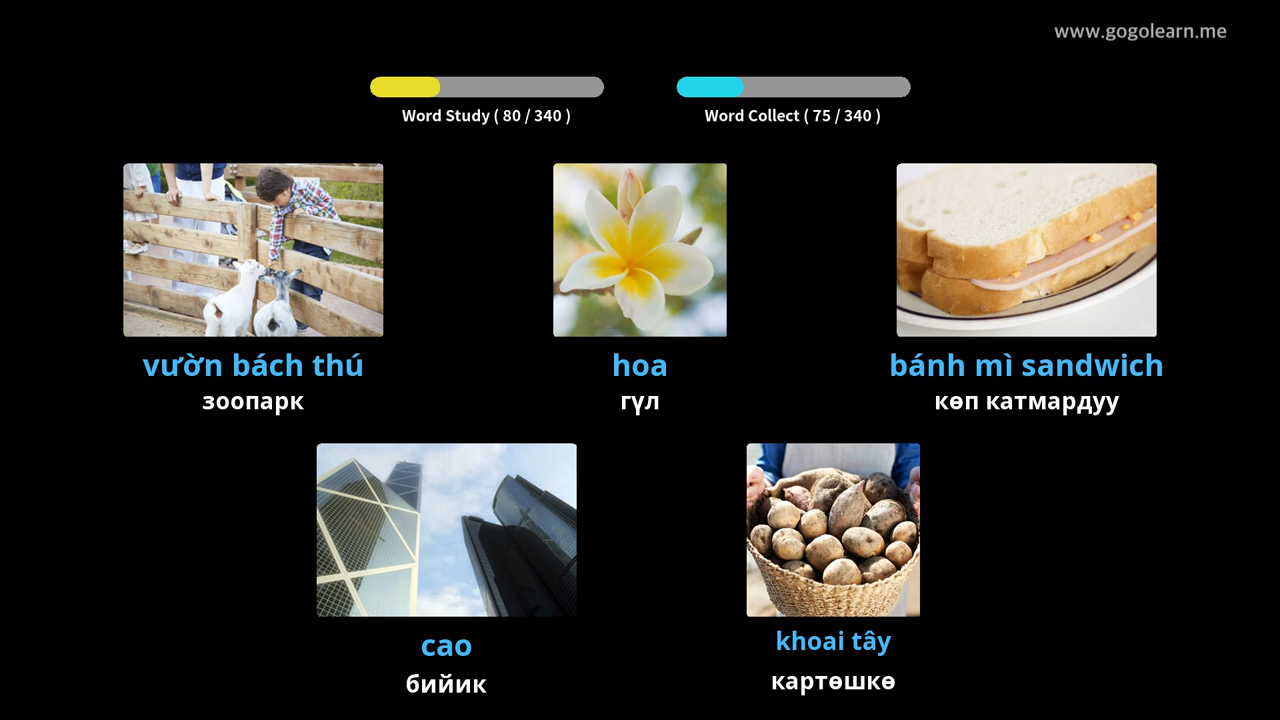 www.gogolearn.me
Word Study ( 80 / 340 )
Word Collect ( 75 / 340 )
vườn bách thú
зоопарк
hoa
гүл
bánh mì sandwich
көп катмардуу
cao
бийик
khoai tây
картөшкө